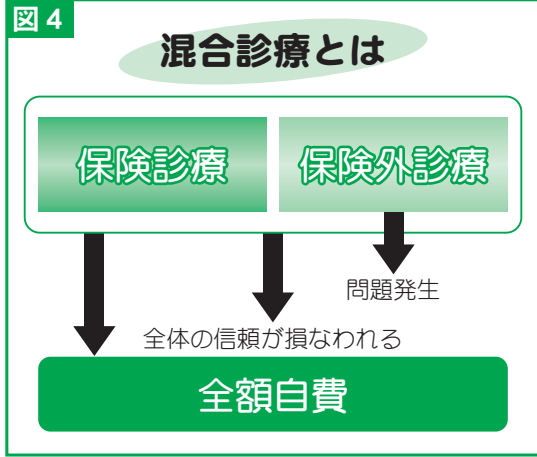 図4
混合診療とは
保険診療
保険外診療
問題発生
全体の信頼が損なわれる
全額自費